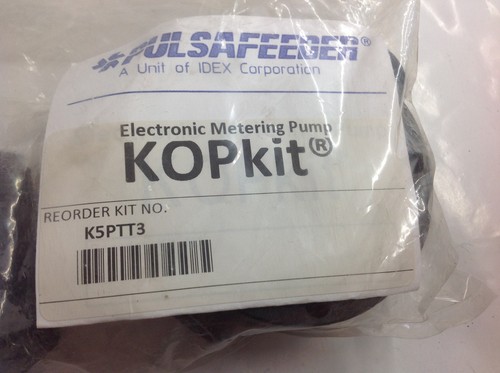 PULSAFEEDER®
A Unit of IDEX Corporation
Electronic Metering Pump
KOPkit®
REORDER KIT NO.
K5PTT3